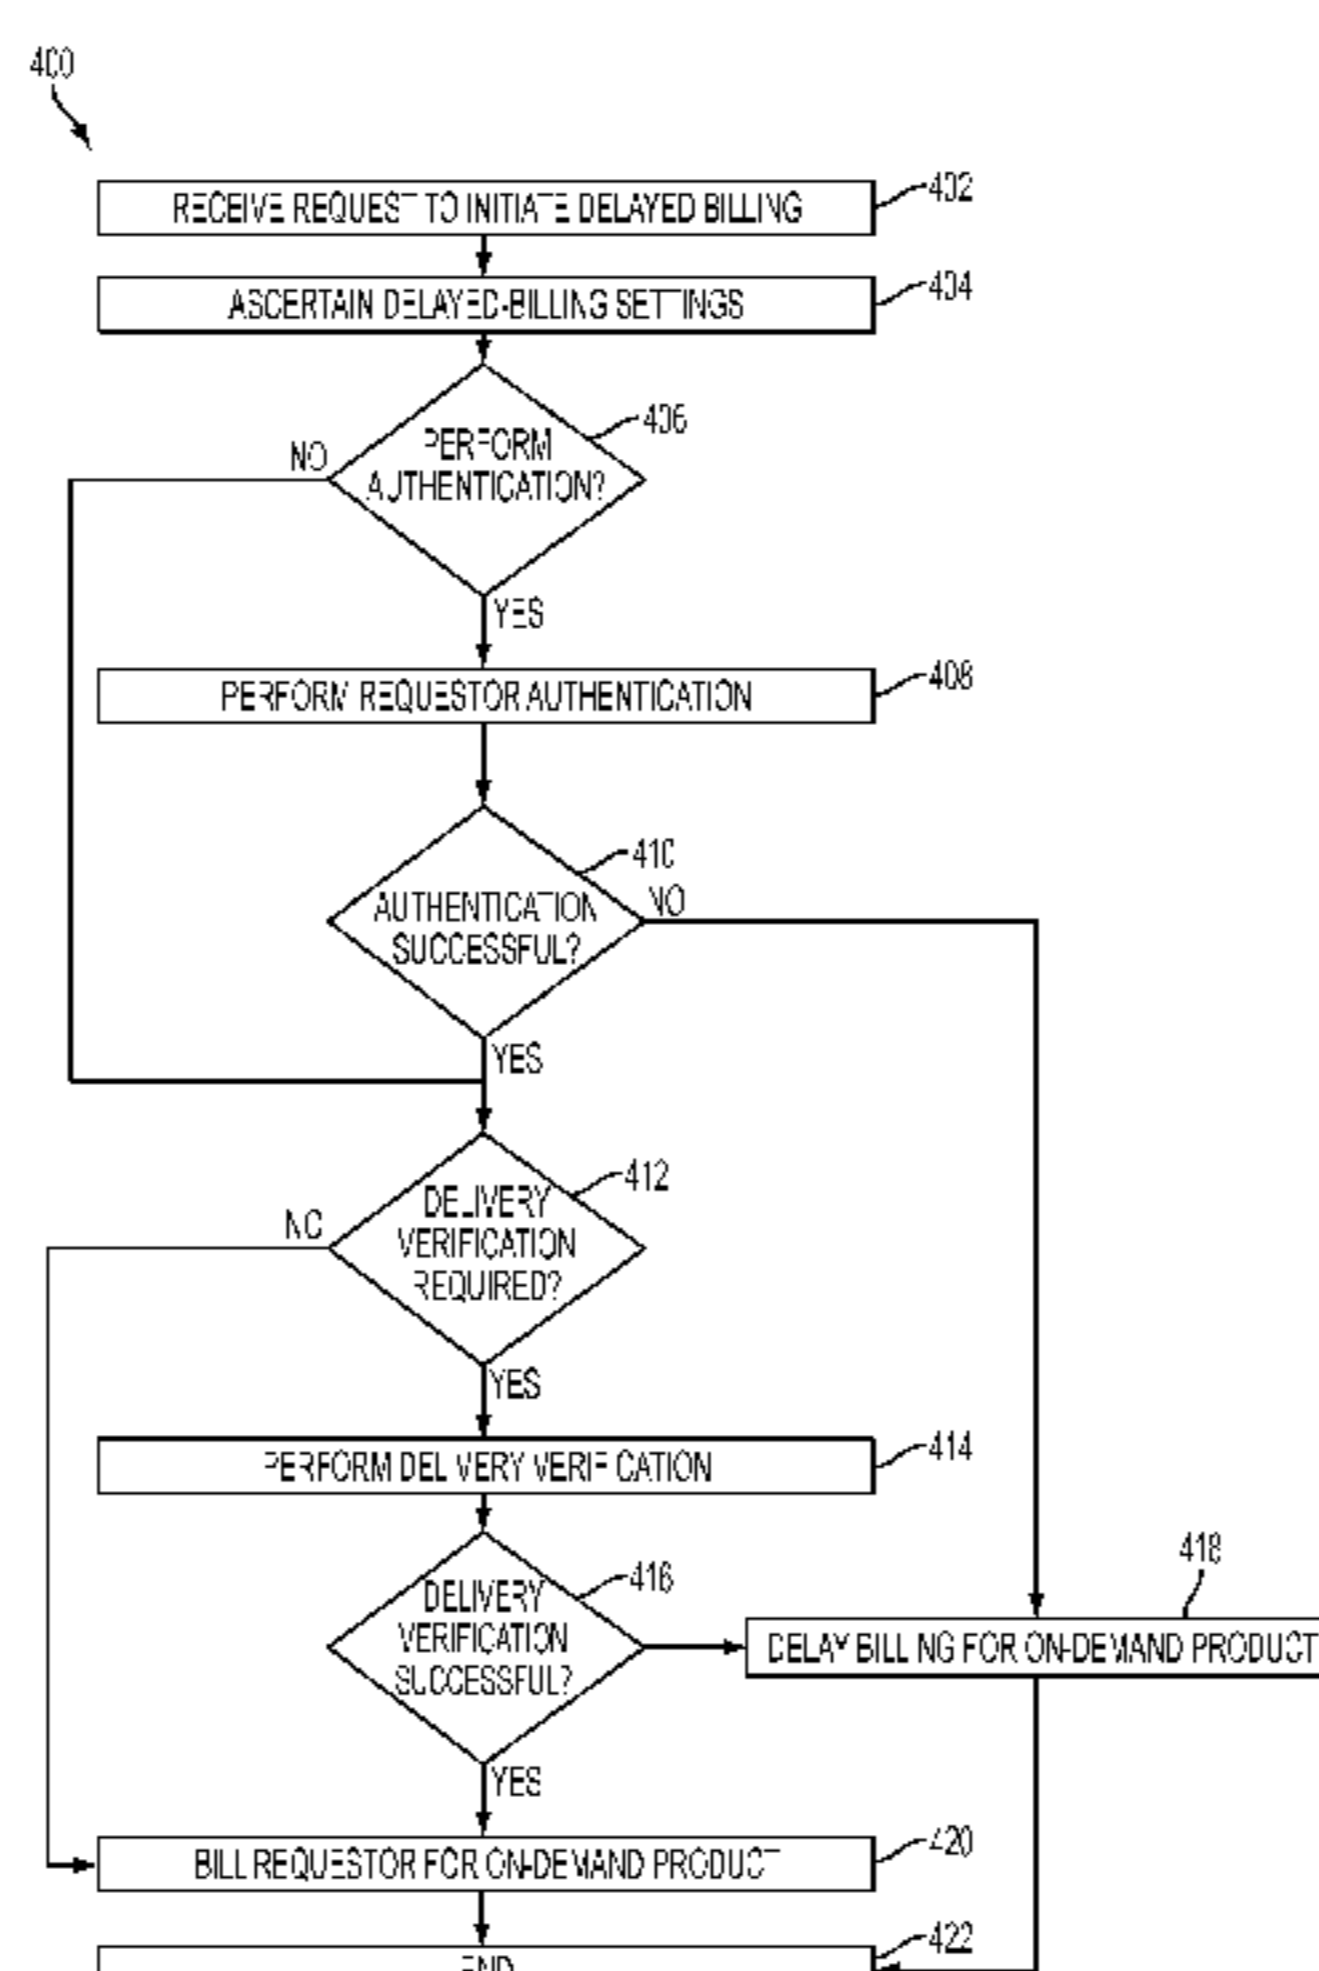 400
402
RECEIVE REQUEST TO INITIATE DELAYED BILLING
404
ASCERTAIN DELAYED-BILLING SETTINGS
406
NO
PERFORM
AUTHENTICATION?
YES
408
PERFORM REQUESTOR AUTHENTICATION
410
NO
AUTHENTICATION
SUCCESSFUL?
YES
412
NO
DELIVERY
VERIFICATION
REQUIRED?
YES
414
PERFORM DELIVERY VERIFICATION
416
418
DELIVERY
VERIFICATION
SUCCESSFUL?
DELAY BILLING FOR ON-DEMAND PRODUCT
YES
420
BILL REQUESTOR FOR ON-DEMAND PRODUCT
422
END